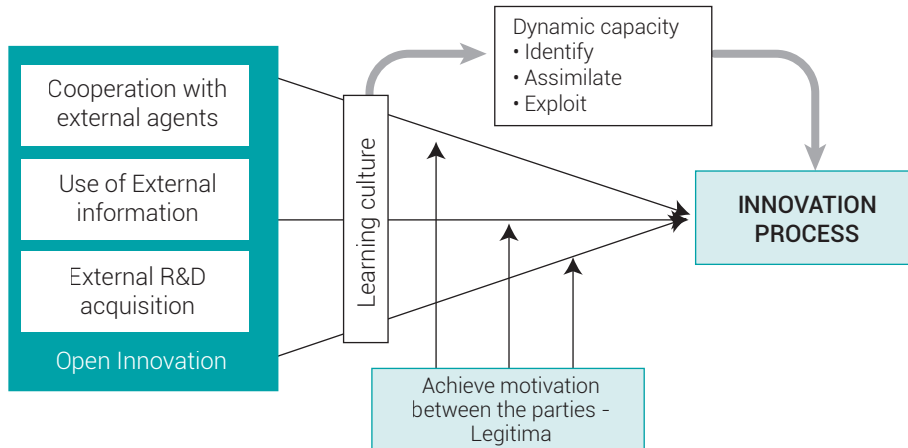 Cooperation with
external agents
Use of External
information
External R&D
acquisition
Open Innovation
Learning culture
Dynamic capacity
• Identify
• Assimilate
• Exploit
INNOVATION
PROCESS
Achieve motivation
between the parties -
Legitima